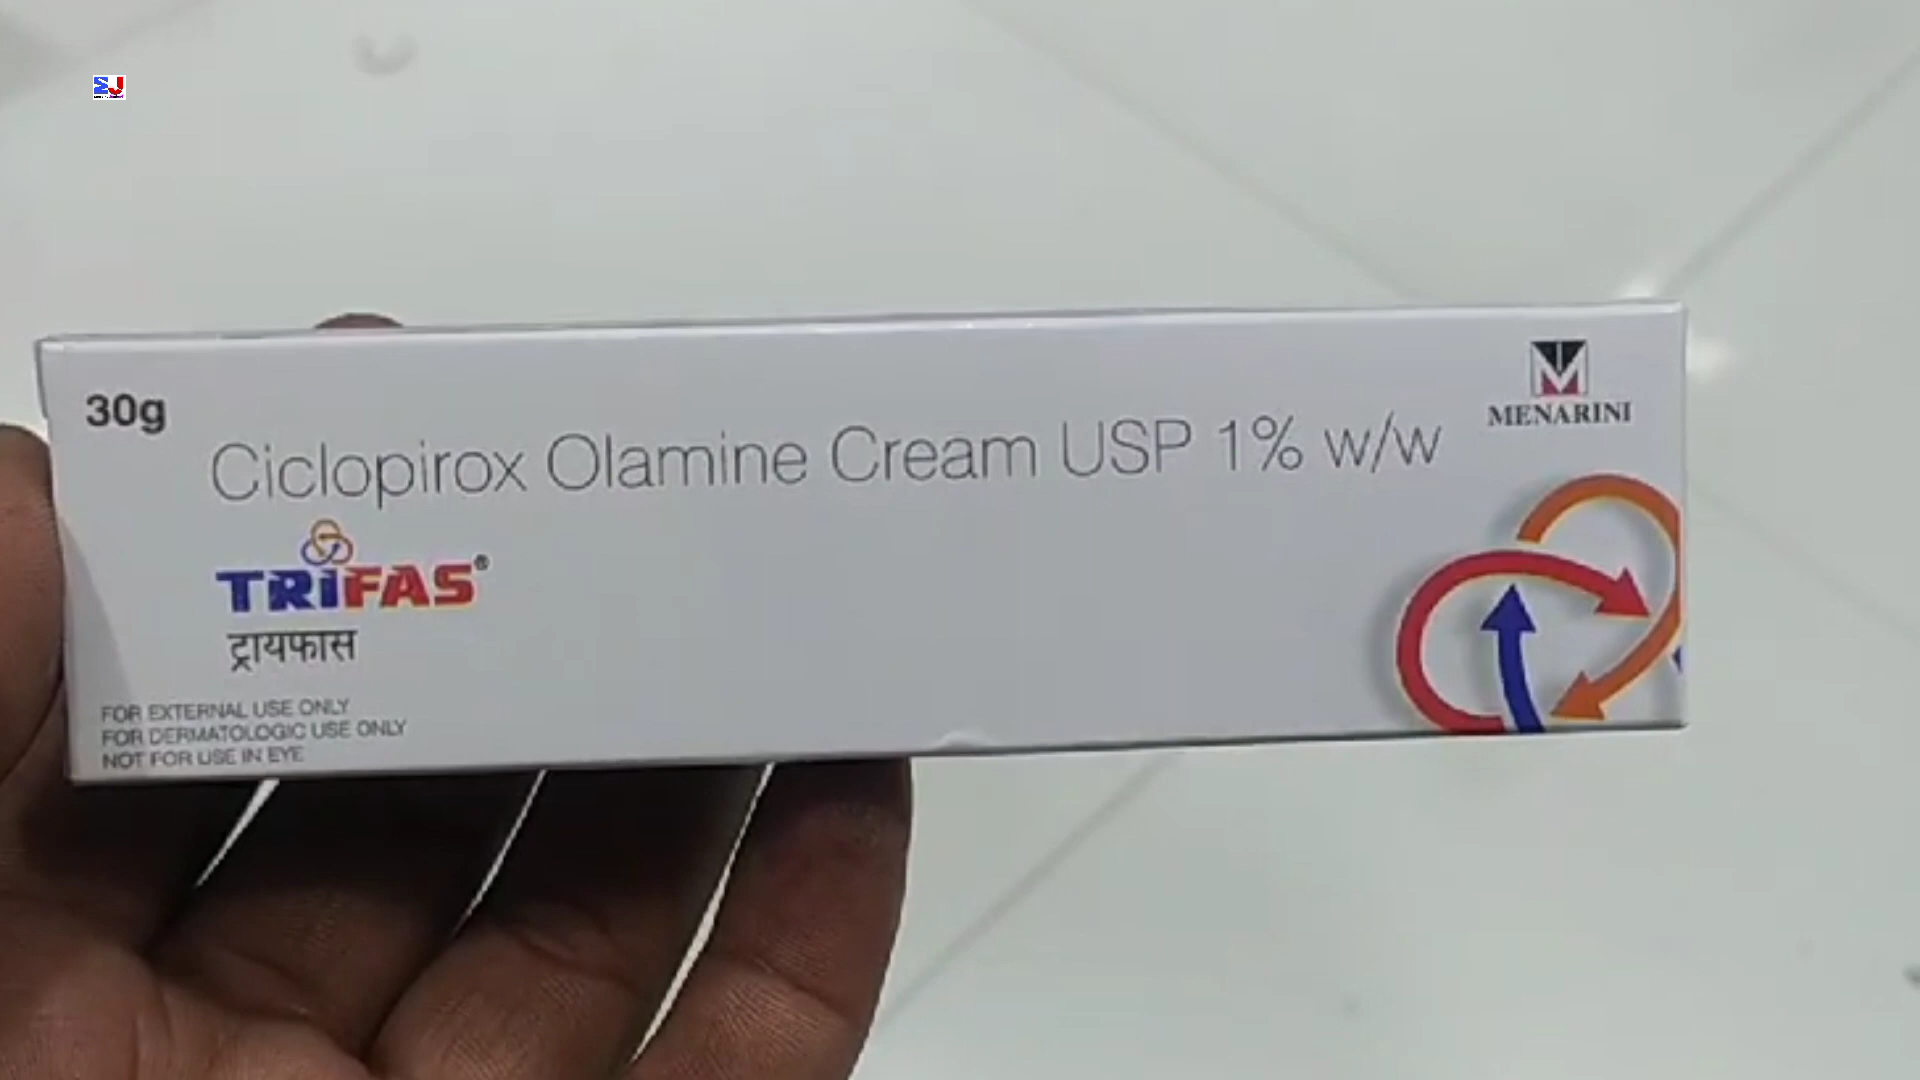 30g
MENARINI
Ciclopirox Olamine Cream USP 1% w/w
TRIFAS®
ट्रायफास
FOR EXTERNAL USE ONLY
FOR DERMATOLOGIC USE ONLY
NOT FOR USE IN EYE